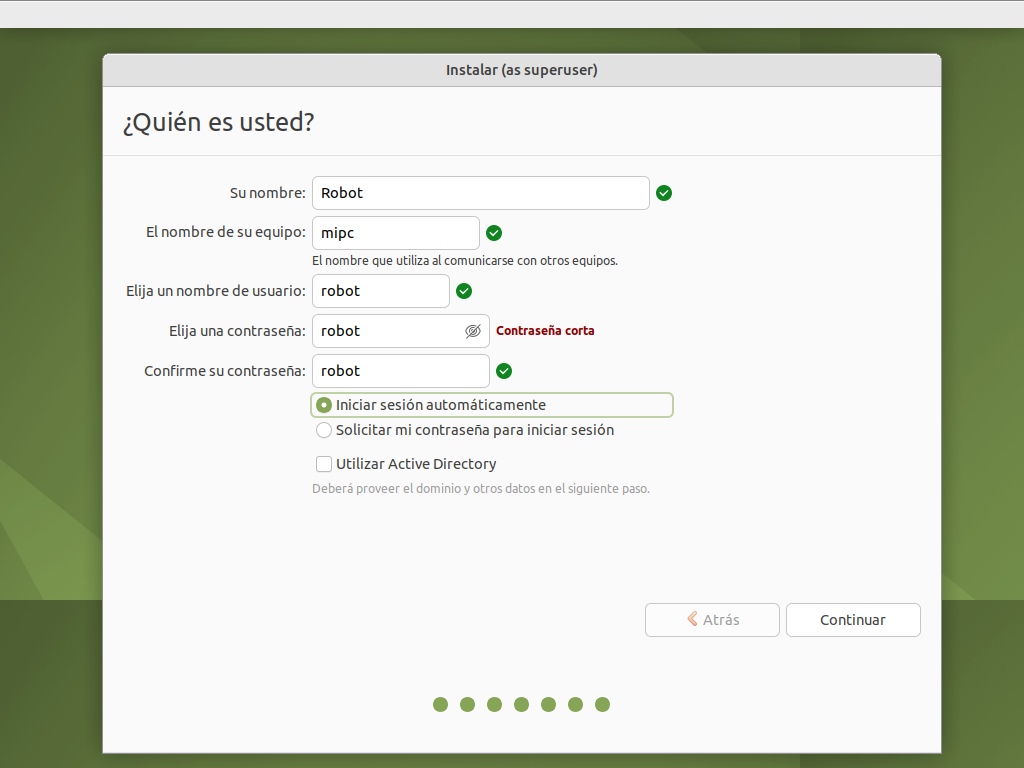 Instalar (as superuser)
¿Quién es usted?
Su nombre: Robot
El nombre de su equipo: mipc
El nombre que utiliza al comunicarse con otros equipos.
Elija un nombre de usuario: robot
Elija una contraseña: robot Contraseña corta
Confirme su contraseña: robot
Iniciar sesión automáticamente
Solicitar mi contraseña para iniciar sesión
Utilizar Active Directory
Deberá proveer el dominio y otros datos en el siguiente paso.
Atrás Continuar